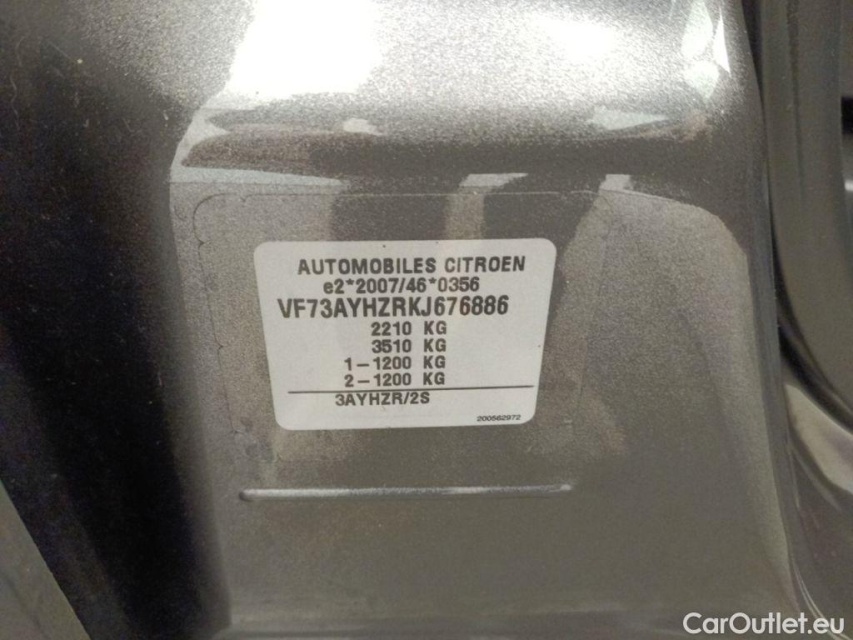 AUTOMOBILES CITROEN
e2*2007/46*0356
VF73AYHZRKJ676886
2210 KG
3510 KG
1-1200 KG
2-1200 KG
3AYHZR/2S
200562972
CarOutlet.eu